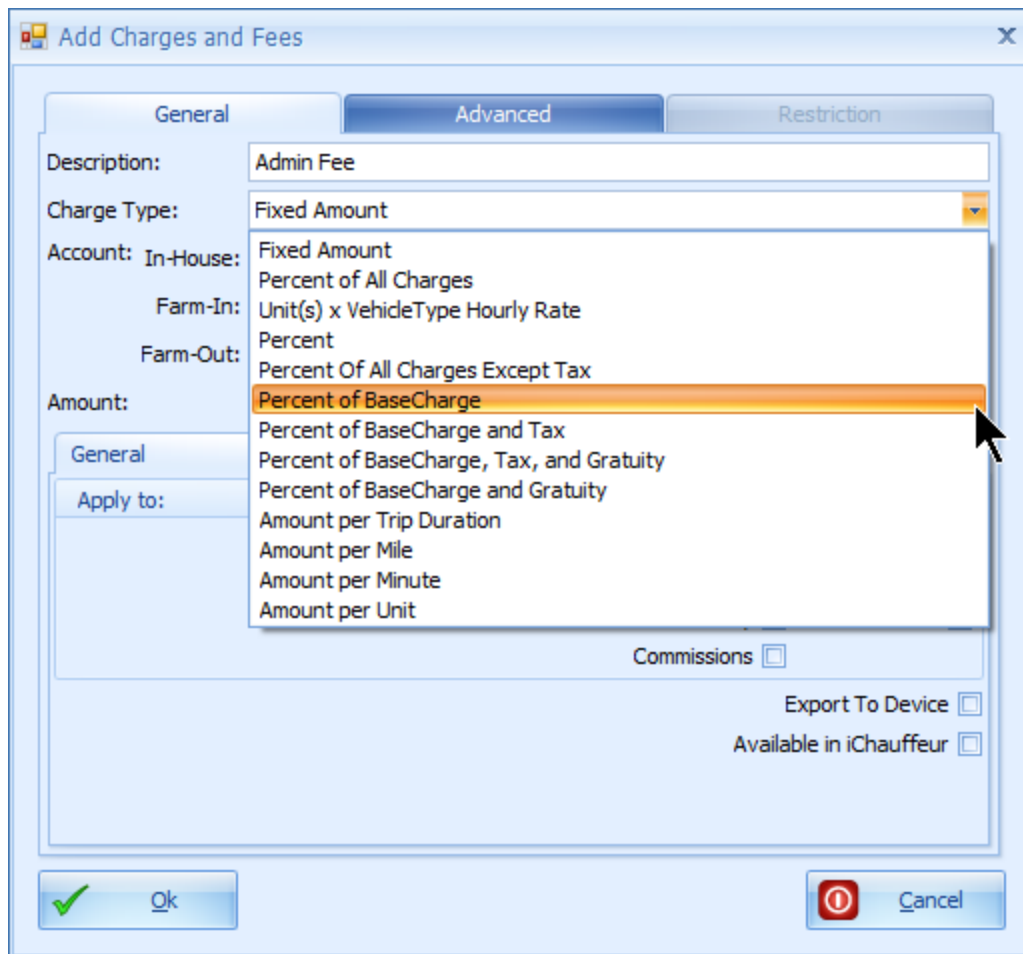 Add Charges and Fees
General Advanced Restriction
Description: Admin Fee
Charge Type: Fixed Amount
Account: In-House: Fixed Amount
Percent of All Charges
Farm-In: Unit(s) x VehicleType Hourly Rate
Percent
Farm-Out: Percent Of All Charges Except Tax
Amount: Percent of BaseCharge
Percent of BaseCharge and Tax
General Percent of BaseCharge, Tax, and Gratuity
Apply to: Percent of BaseCharge and Gratuity
Amount per Trip Duration
Amount per Mile
Amount per Minute
Amount per Unit
Commissions
Export To Device
Available in iChauffeur
Ok Cancel